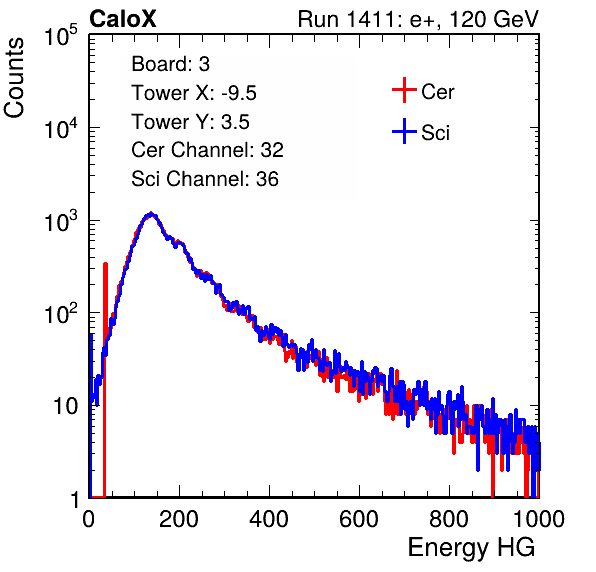 CaloX Run 1411: e+, 120 GeV
Counts
Board: 3
Tower X: -9.5
Tower Y: 3.5
Cer Channel: 32
Sci Channel: 36
Cer
Sci
10^5
10^4
10^3
10^2
10
1
0 200 400 600 800 1000
Energy HG